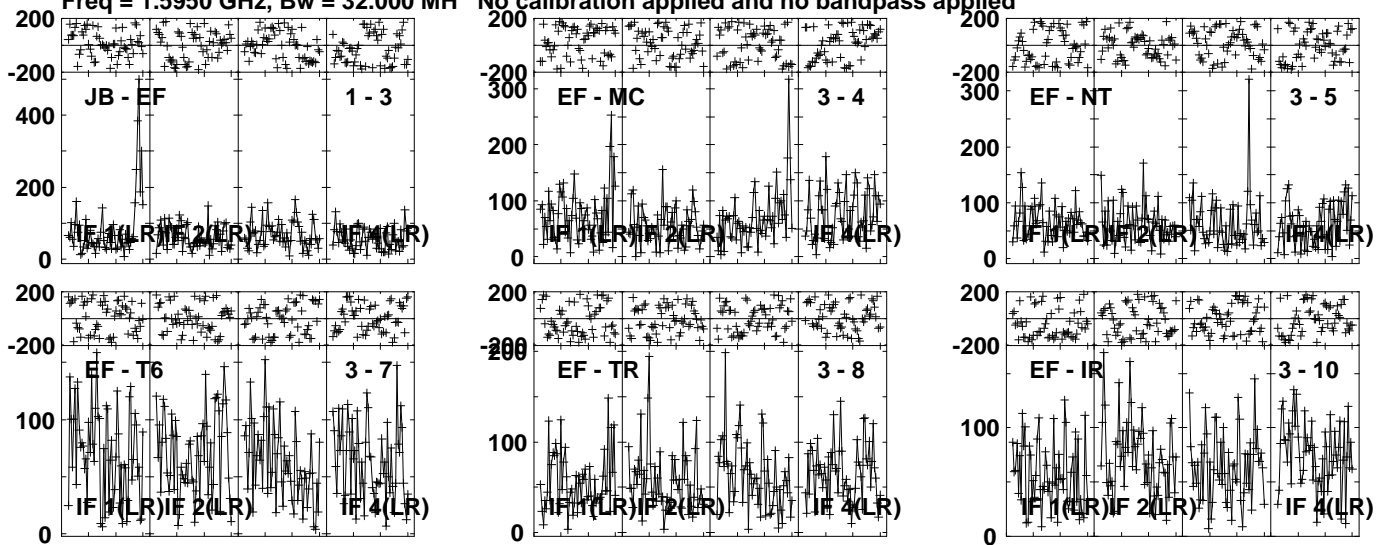 Freq = 1.5950 GHz, Bw = 32.000 MH No calibration applied and no bandpass applied
200 200 200
-200 -200 -200
JB - EF 1 - 3 EF - MC 3 - 4 EF - NT 3 - 5
400 300 300
200 200
200 100 100
IF 1(LR) IF 2(LR) IF 4(LR) IF 1(LR) IF 2(LR) IF 4(LR) IF 1(LR) IF 2(LR) IF 4(LR)
0 0 0
200 200 200
-200 -200 -200
200
EF - T6 3 - 7 EF - TR 3 - 8 EF - IR 3 - 10
100 100 100
IF 1(LR) IF 2(LR) IF 4(LR) IF 1(LR) IF 2(LR) IF 4(LR) IF 1(LR) IF 2(LR) IF 4(LR)
0 0 0